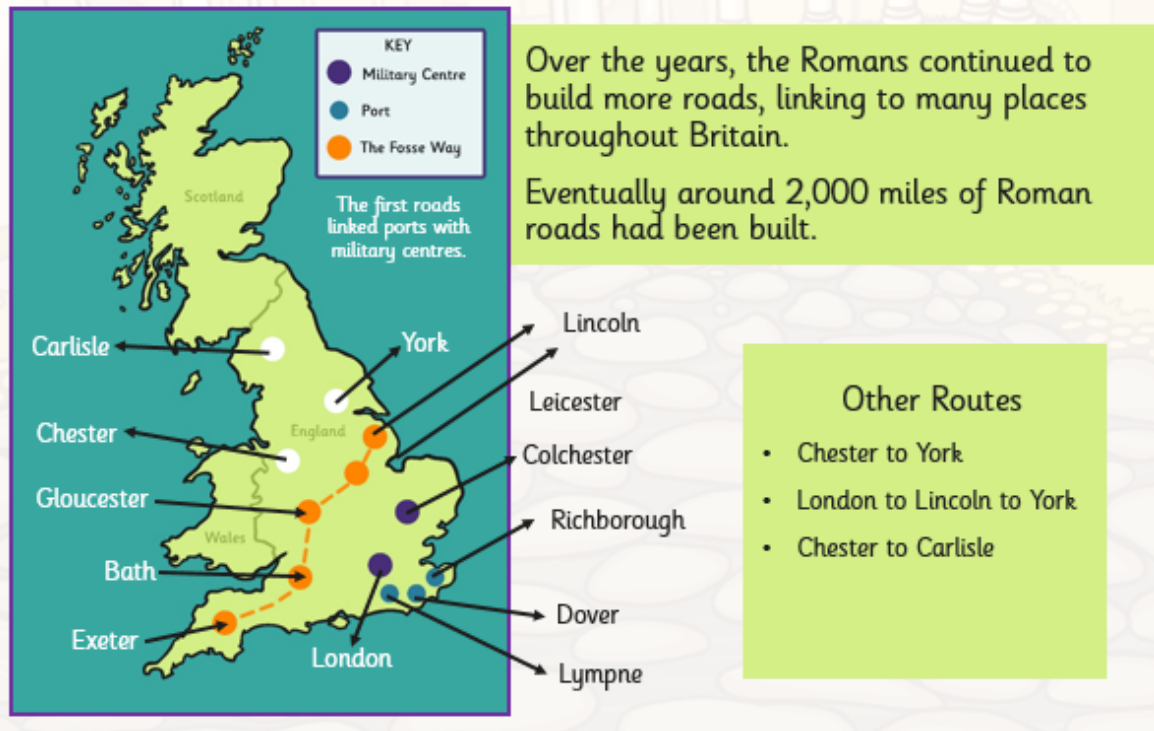 KEY
Military Centre
Port
The Fosse Way
Scotland
The first roads
linked ports with
military centres.
Carlisle
York
Chester
England
Gloucester
Wales
Bath
Exeter
London
Lincoln
Leicester
Colchester
Richborough
Dover
Lympne
Over the years, the Romans continued to
build more roads, linking to many places
throughout Britain.
Eventually around 2,000 miles of Roman
roads had been built.
Other Routes
• Chester to York
• London to Lincoln to York
• Chester to Carlisle